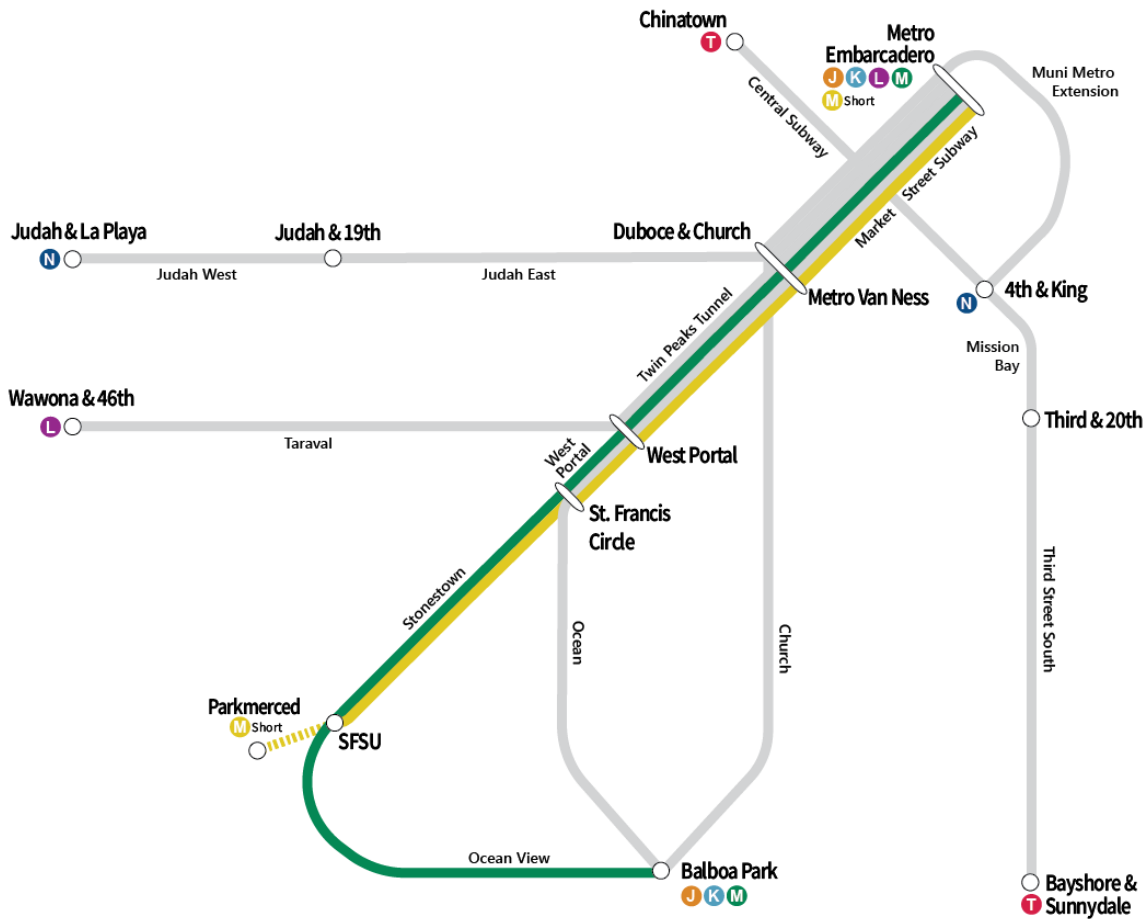 Chinatown
T
Metro
Embarcadero
J K L M
M Short
Muni Metro
Extension
Central Subway
Market Street Subway
Judah & La Playa
N
Judah & 19th
Duboce & Church
Judah West
Judah East
Metro Van Ness
4th & King
N
Twin Peaks Tunnel
Mission
Bay
Wawona & 46th
L
Taraval
West
Portal
West Portal
Third & 20th
St. Francis
Circle
Stonestown
Ocean
Church
Third Street South
Parkmerced
M Short
SFSU
Ocean View
Balboa Park
J K M
Bayshore &
T Sunnydale